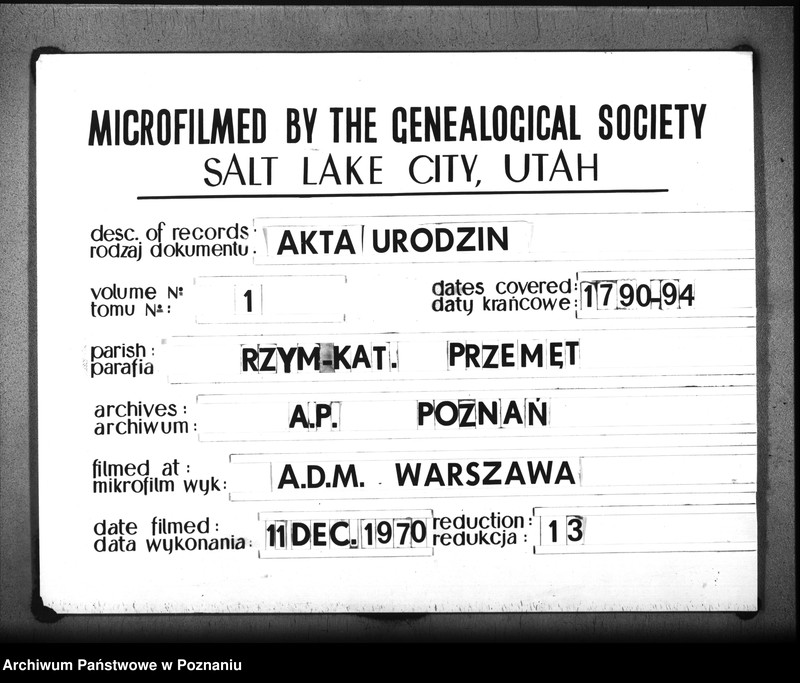 MICROFILMED BY THE GENEALOGICAL SOCIETY
SALT LAKE CITY, UTAH
desc. of records: AKTA URODZIN
rodzaj dokumentu:
volume Nº 1 dates covered: 1790-94
tomu Nº: daty krańcowe:
parish: RZYM-KAT. PRZEMĘT
parafia
archives: A.P. POZNAŃ
archiwum:
filmed at: A.D.M. WARSZAWA
mikrofilm wyk:
date filmed: 11 DEC. 1970 reduction: 13
data wykonania: redukcja:
Archiwum Państwowe w Poznaniu